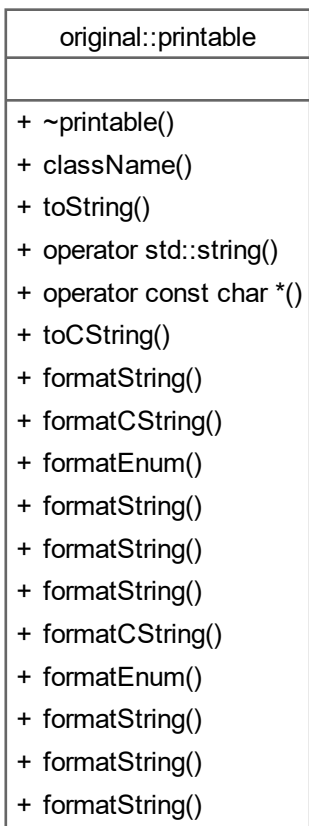 original::printable
+ ~printable()
+ className()
+ toString()
+ operator std::string()
+ operator const char *()
+ toCString()
+ formatString()
+ formatCString()
+ formatEnum()
+ formatString()
+ formatString()
+ formatString()
+ formatCString()
+ formatEnum()
+ formatString()
+ formatString()
+ formatString()